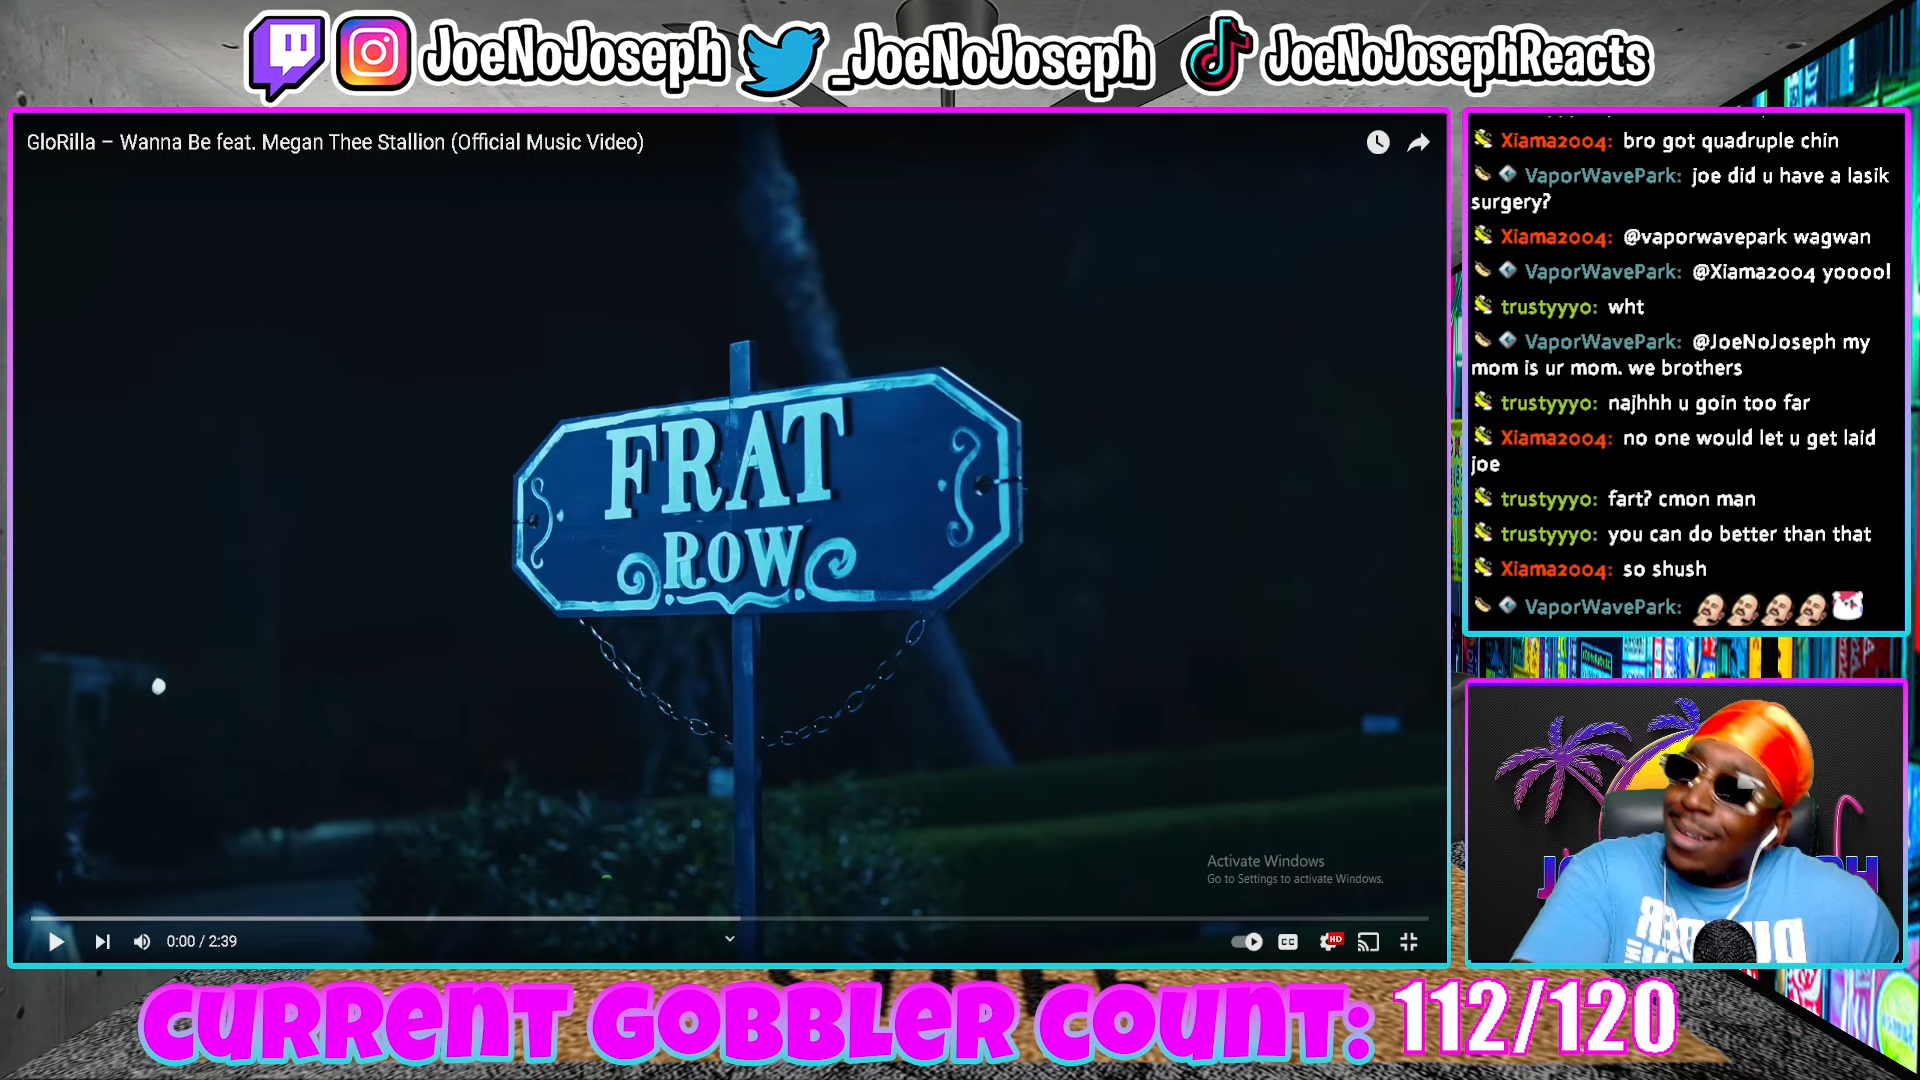 JoeNoJoseph
_JoeNoJoseph
JoeNoJosephReacts
GloRilla – Wanna Be feat. Megan Thee Stallion (Official Music Video)
FRAT
ROW
Activate Windows
Go to Settings to activate Windows.
0:00 / 2:39
CC
HD
Xiama2004: bro got quadruple chin
VaporWavePark: joe did u have a lasik
surgery?
Xiama2004: @vaporwavepark wagwan
VaporWavePark: @Xiama2004 yoooo!
trustyyyo: wht
VaporWavePark: @JoeNoJoseph my
mom is ur mom. we brothers
trustyyyo: najhhh u goin too far
Xiama2004: no one would let u get laid
joe
trustyyyo: fart? cmon man
trustyyyo: you can do better than that
Xiama2004: so shush
VaporWavePark:
CURRENT GOBBLER COUNT: 112/120